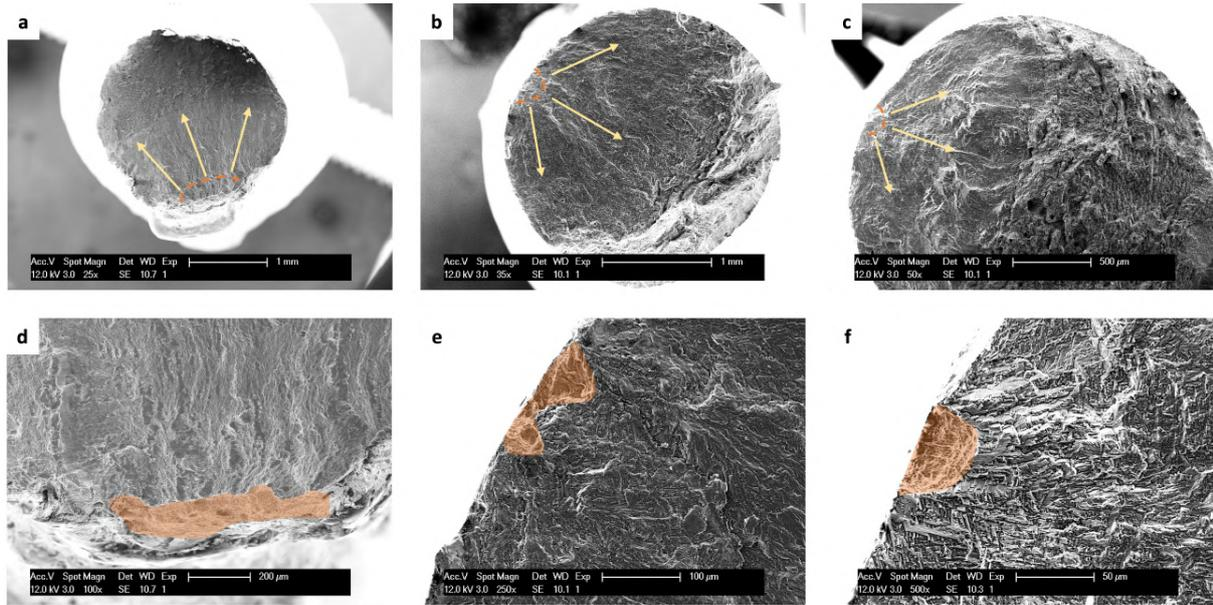 a
b
c
Acc.V Spot Magn Det WD Exp 1 mm
12.0 kV 3.0 25x SE 10.7 1
Acc.V Spot Magn Det WD Exp 1 mm
12.0 kV 3.0 35x SE 10.1 1
Acc.V Spot Magn Det WD Exp 500 µm
12.0 kV 3.0 50x SE 10.1 1
d
e
f
Acc.V Spot Magn Det WD Exp 200 µm
12.0 kV 3.0 100x SE 10.7 1
Acc.V Spot Magn Det WD Exp 100 µm
12.0 kV 3.0 250x SE 10.1 1
Acc.V Spot Magn Det WD Exp 50 µm
12.0 kV 3.0 500x SE 10.3 1